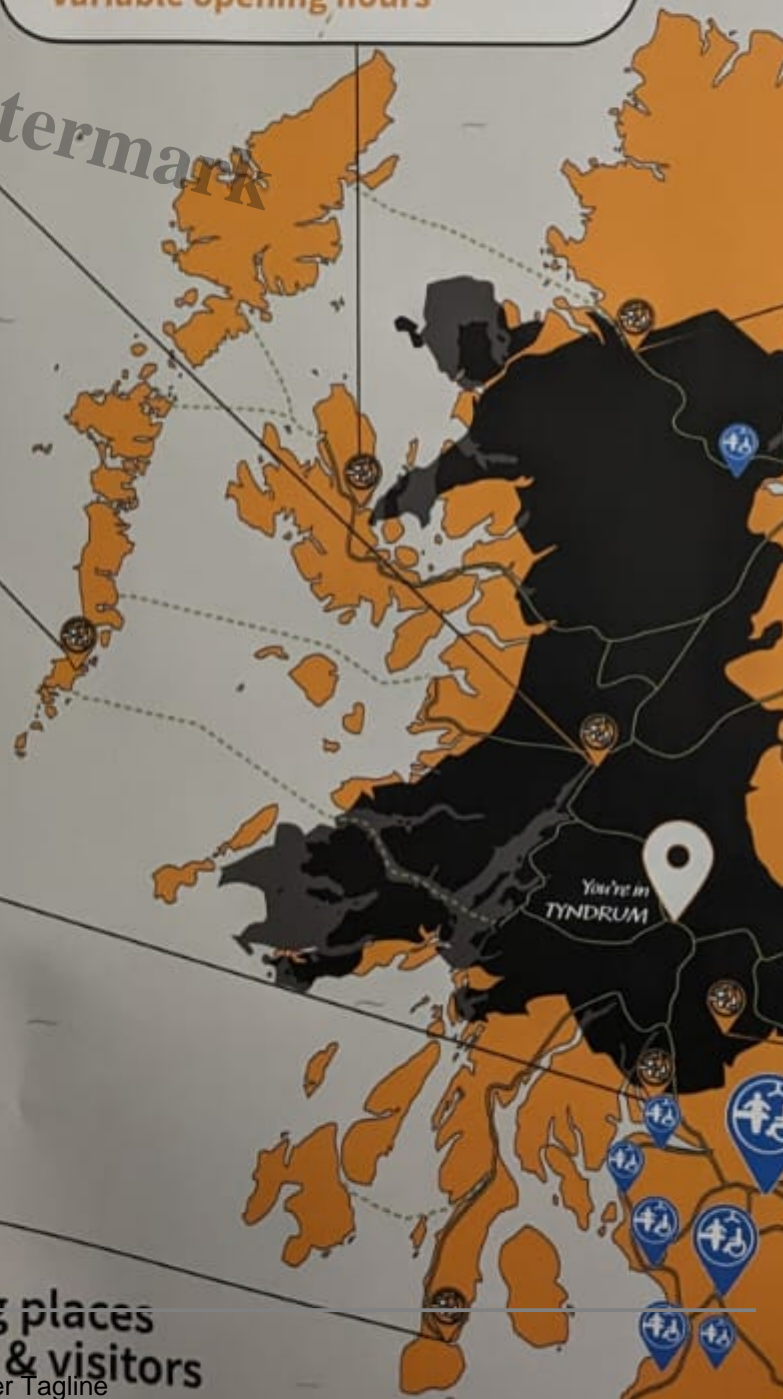 variable opening hours
termark
You're in
TYNDRUM
places
& visitors
er Tagline